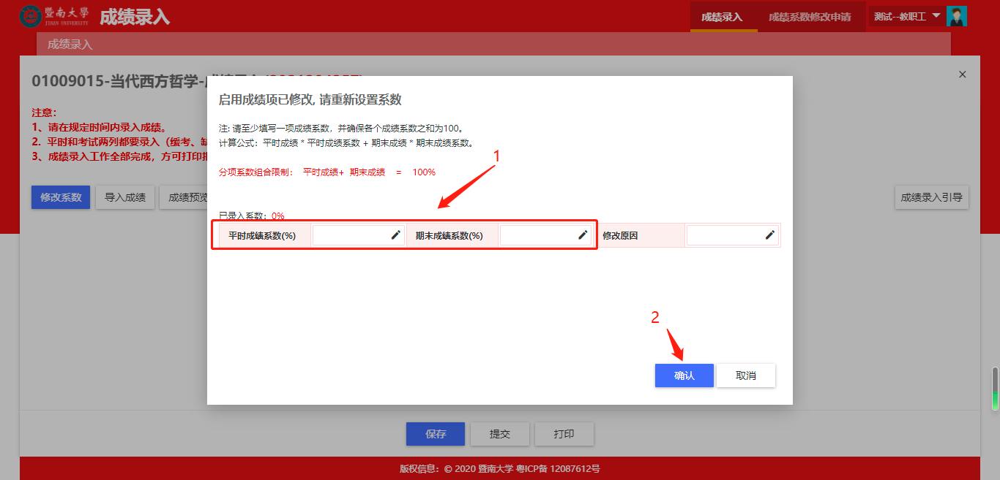 暨南大學
JINAN UNIVERSITY
成绩录入
成绩录入
成绩系数修改申请
测试--教职工
成绩录入
01009015-当代西方哲学-
注意：
1、请在规定时间内录入成绩。
2. 平时和考试两列都要录入（缓考、
3、成绩录入工作全部完成，方可打印
修改系数
导入成绩
成绩预览
成绩录入引导
启用成绩项已修改, 请重新设置系数
注: 请至少填写一项成绩系数，并确保各个成绩系数之和为100。
计算公式：平时成绩 * 平时成绩系数 + 期末成绩 * 期末成绩系数。
1
分项系数组合限制： 平时成绩+ 期末成绩 = 100%
已录入系数：0%
平时成绩系数(%)
期末成绩系数(%)
修改原因
2
确认
取消
保存
提交
打印
版权信息：© 2020 暨南大学 粤ICP备 12087612号